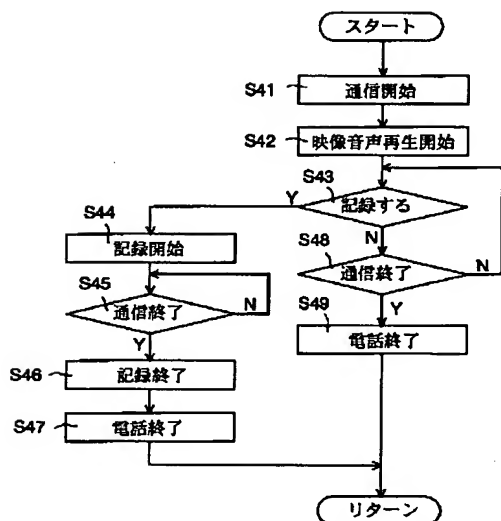 スタート
S41
通信開始
S42
映像音声再生開始
S43
記録する
Y
N
S44
記録開始
S45
通信終了
N
Y
S46
記録終了
S47
電話終了
S48
通信終了
N
Y
S49
電話終了
リターン